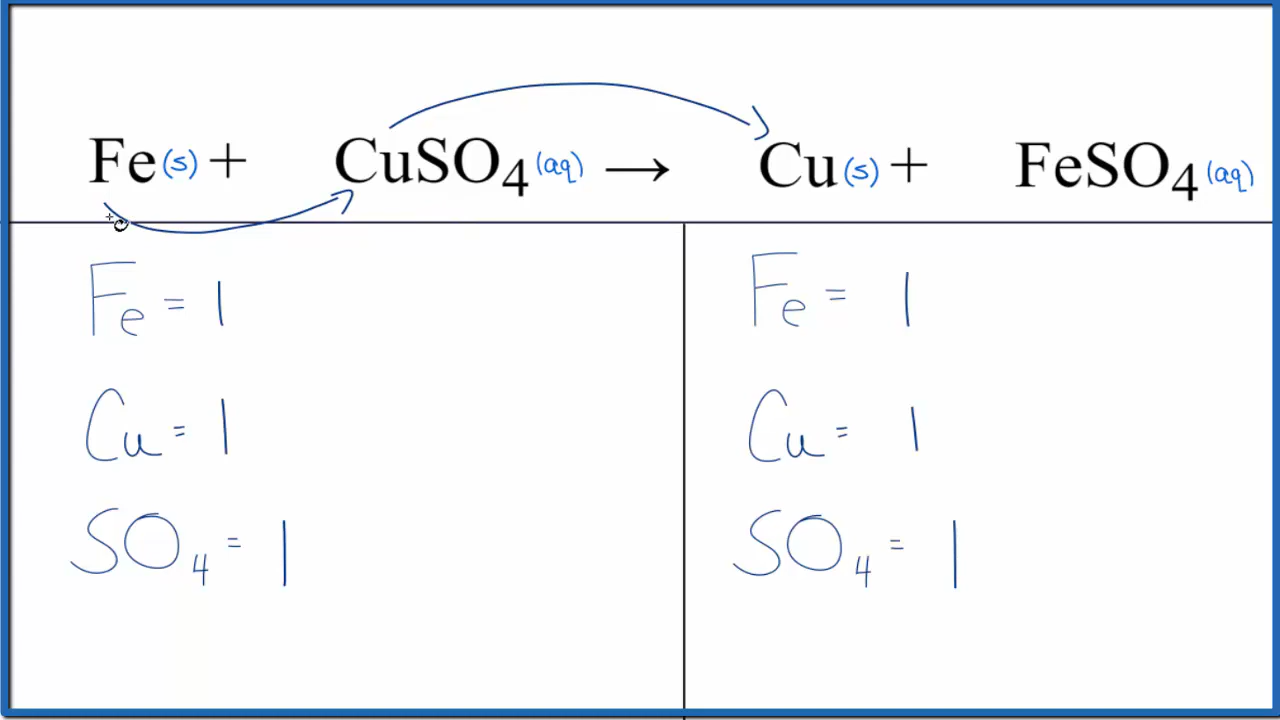 Fe(s) + CuSO₄(aq) → Cu(s) + FeSO₄(aq)
Fe = 1
Cu = 1
SO₄ = 1
Fe = 1
Cu = 1
SO₄ = 1